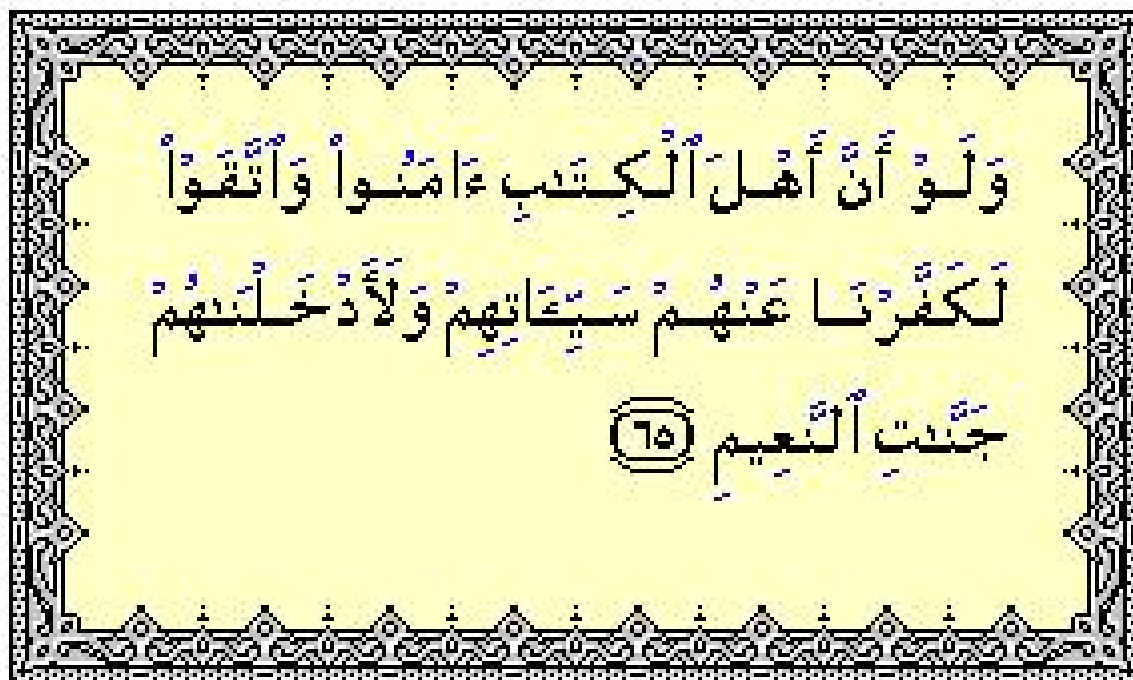 وَلَوْ أَنَّ أَهْلَ ٱلْكِتَـٰبِ ءَامَنُوا۟ وَٱتَّقَوْا۟
لَكَفَّرْنَا عَنْهُمْ سَيِّـَٔاتِهِمْ وَلَأَدْخَلْنَـٰهُمْ
جَنَّـٰتِ ٱلنَّعِيمِ ٦٥